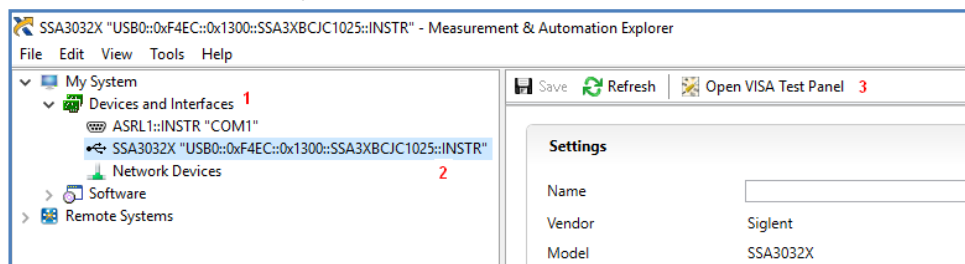 SSA3032X "USB0::0xF4EC::0x1300::SSA3XBCJC1025::INSTR" - Measurement & Automation Explorer
File Edit View Tools Help
My System
Devices and Interfaces 1
ASRL1::INSTR "COM1"
SSA3032X "USB0::0xF4EC::0x1300::SSA3XBCJC1025::INSTR"
Network Devices 2
Software
Remote Systems
Save Refresh Open VISA Test Panel 3
Settings
Name
Vendor Siglent
Model SSA3032X